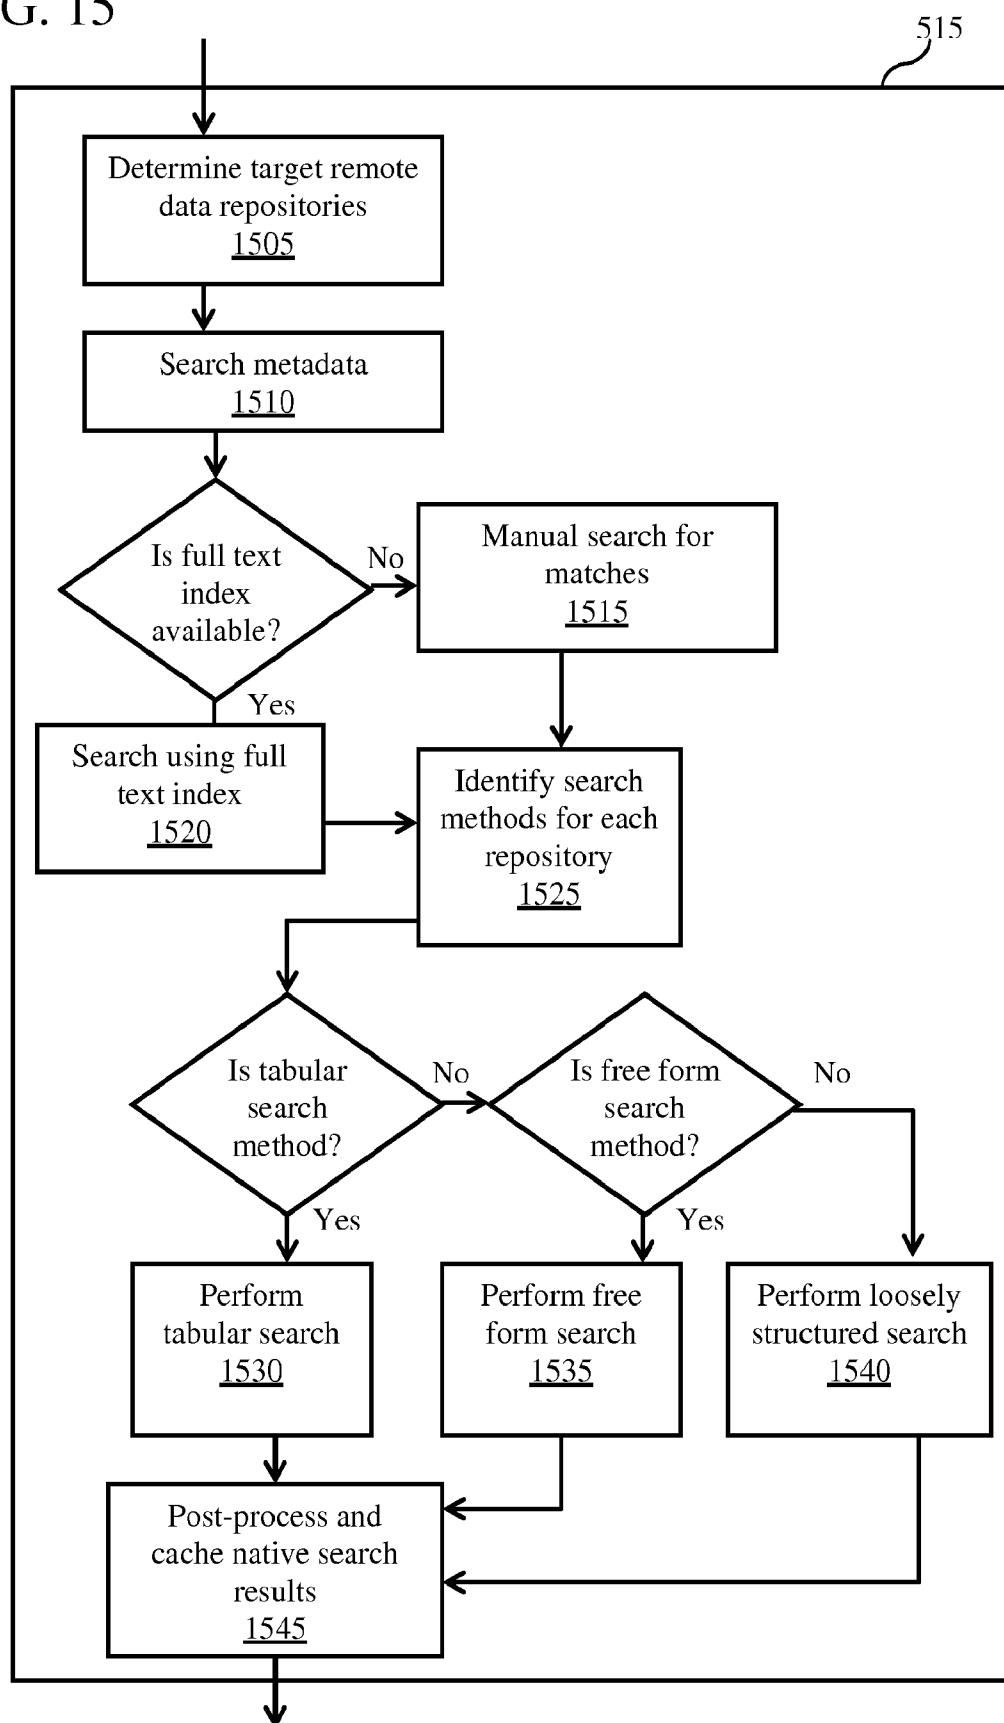 G. 15
515
Determine target remote
data repositories
1505
Search metadata
1510
Is full text
index
available?
No
Manual search for
matches
1515
Yes
Search using full
text index
1520
Identify search
methods for each
repository
1525
Is tabular
search
method?
No
Is free form
search
method?
No
Yes
Yes
Perform
tabular search
1530
Perform free
form search
1535
Perform loosely
structured search
1540
Post-process and
cache native search
results
1545